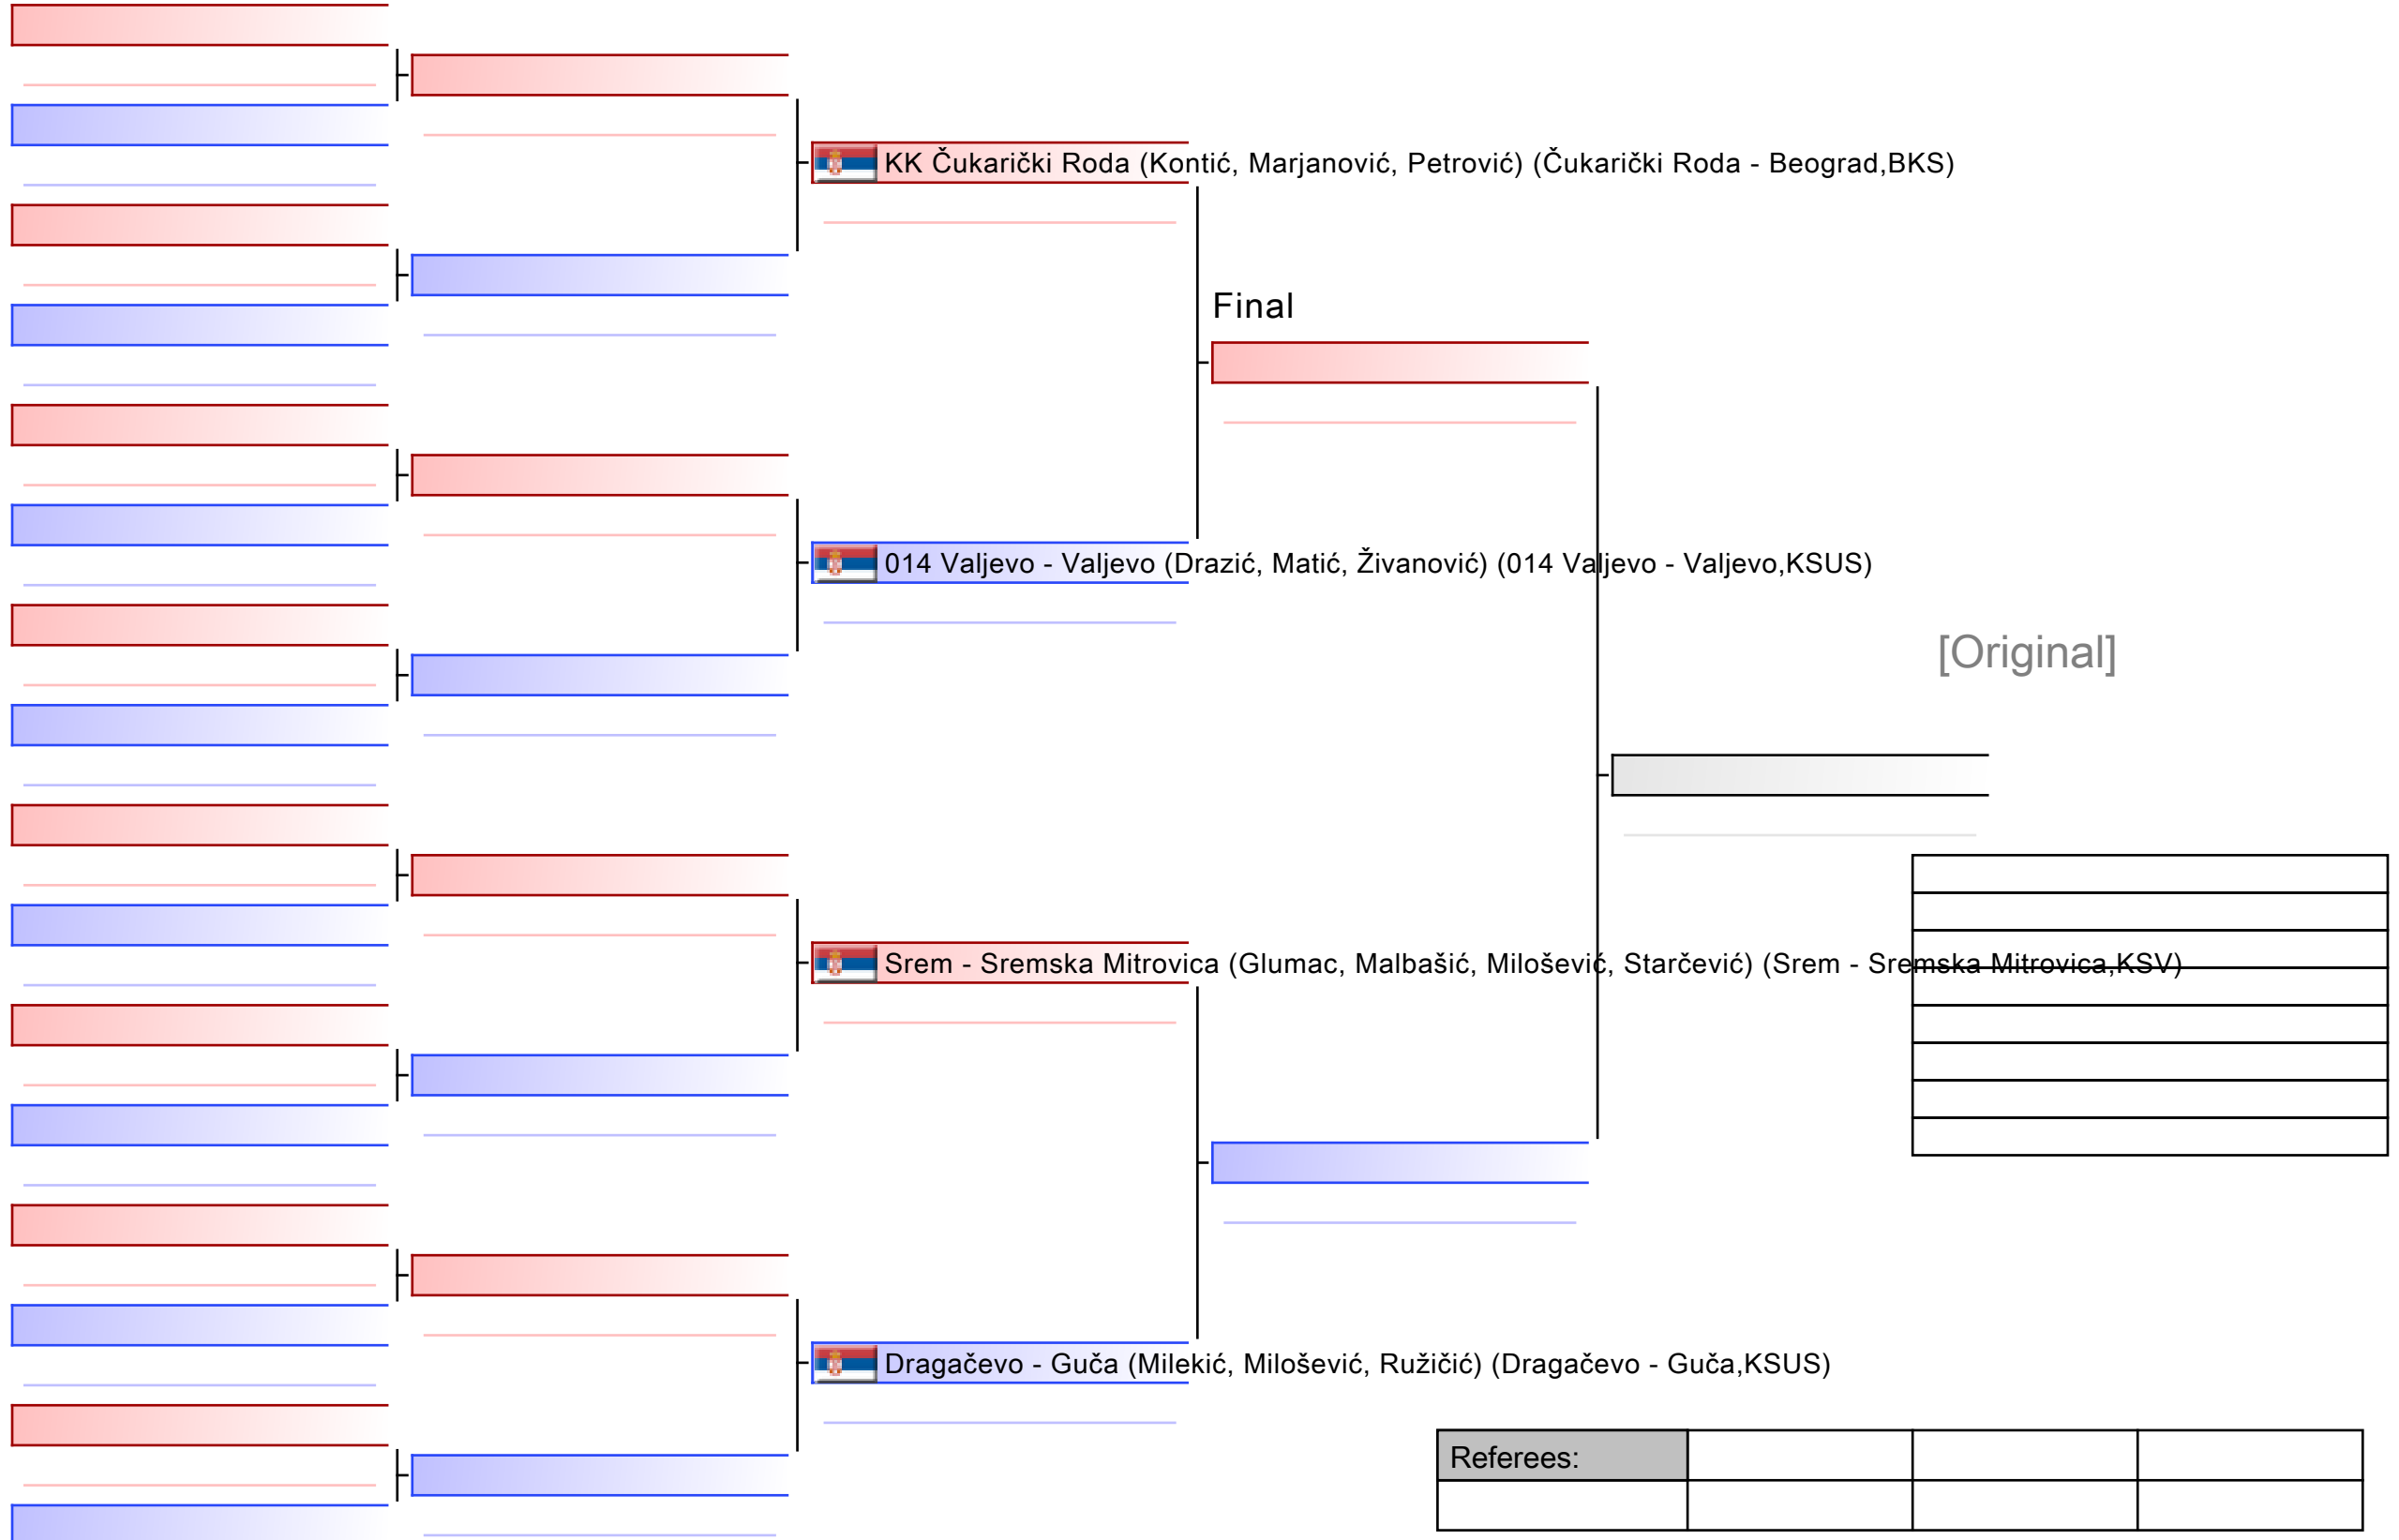 KK Čukarički Roda (Kontić, Marjanović, Petrović) (Čukarički Roda - Beograd,BKS)
Final
014 Valjevo - Valjevo (Drazić, Matić, Živanović) (014 Valjevo - Valjevo,KSUS)
[Original]
Srem - Sremska Mitrovica (Glumac, Malbašić, Milošević, Starčević) (Srem - Sremska Mitrovica,KSV)
Dragačevo - Guča (Milekić, Milošević, Ružičić) (Dragačevo - Guča,KSUS)
Referees: